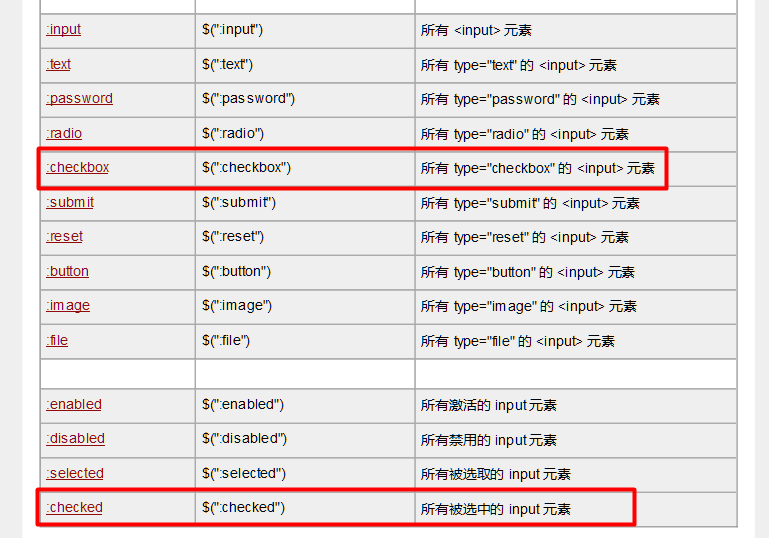 :input $(":input") 所有 <input> 元素
:text $(":text") 所有 type="text" 的 <input> 元素
:password $(":password") 所有 type="password" 的 <input> 元素
:radio $(":radio") 所有 type="radio" 的 <input> 元素
:checkbox $(":checkbox") 所有 type="checkbox" 的 <input> 元素
:submit $(":submit") 所有 type="submit" 的 <input> 元素
:reset $(":reset") 所有 type="reset" 的 <input> 元素
:button $(":button") 所有 type="button" 的 <input> 元素
:image $(":image") 所有 type="image" 的 <input> 元素
:file $(":file") 所有 type="file" 的 <input> 元素
:enabled $(":enabled") 所有激活的 input 元素
:disabled $(":disabled") 所有禁用的 input 元素
:selected $(":selected") 所有被选取的 input 元素
:checked $(":checked") 所有被选中的 input 元素